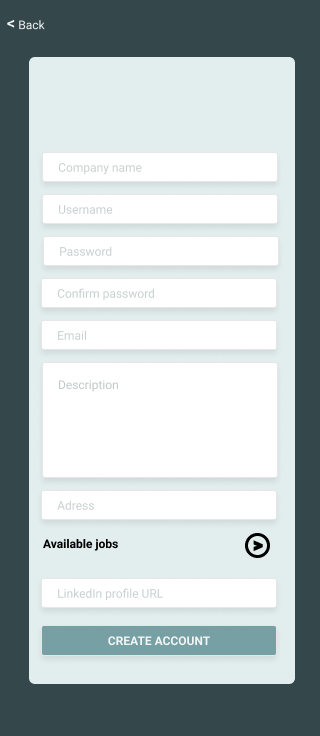 < Back
Company name
Username
Password
Confirm password
Email
Description
Adress
Available jobs
LinkedIn profile URL
CREATE ACCOUNT